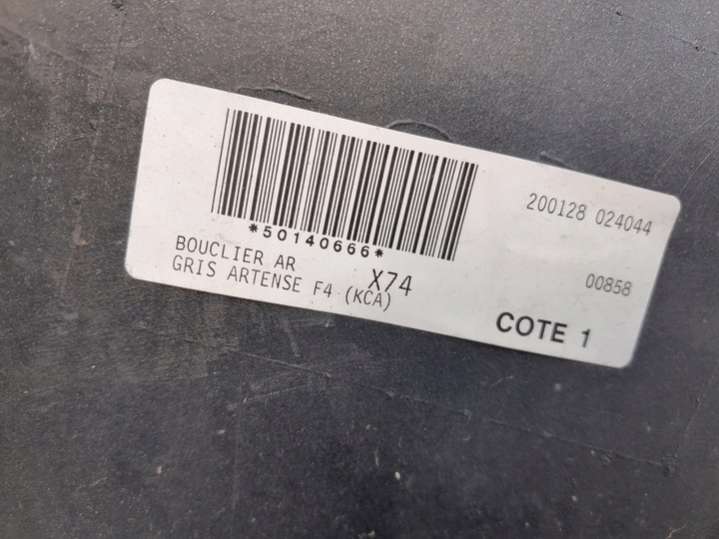 200128 024044
*50140666*
00858
BOUCLIER AR X74
GRIS ARTENSE F4 (KCA)
COTE 1